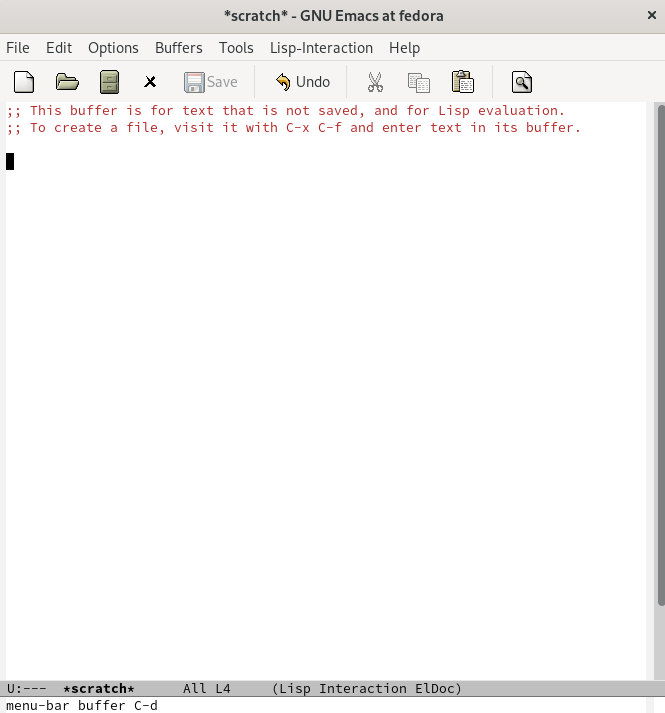 *scratch* - GNU Emacs at fedora ×
File Edit Options Buffers Tools Lisp-Interaction Help
Save Undo
;; This buffer is for text that is not saved, and for Lisp evaluation.
;; To create a file, visit it with C-x C-f and enter text in its buffer.
U:--- *scratch* All L4 (Lisp Interaction ElDoc)
menu-bar buffer C-d